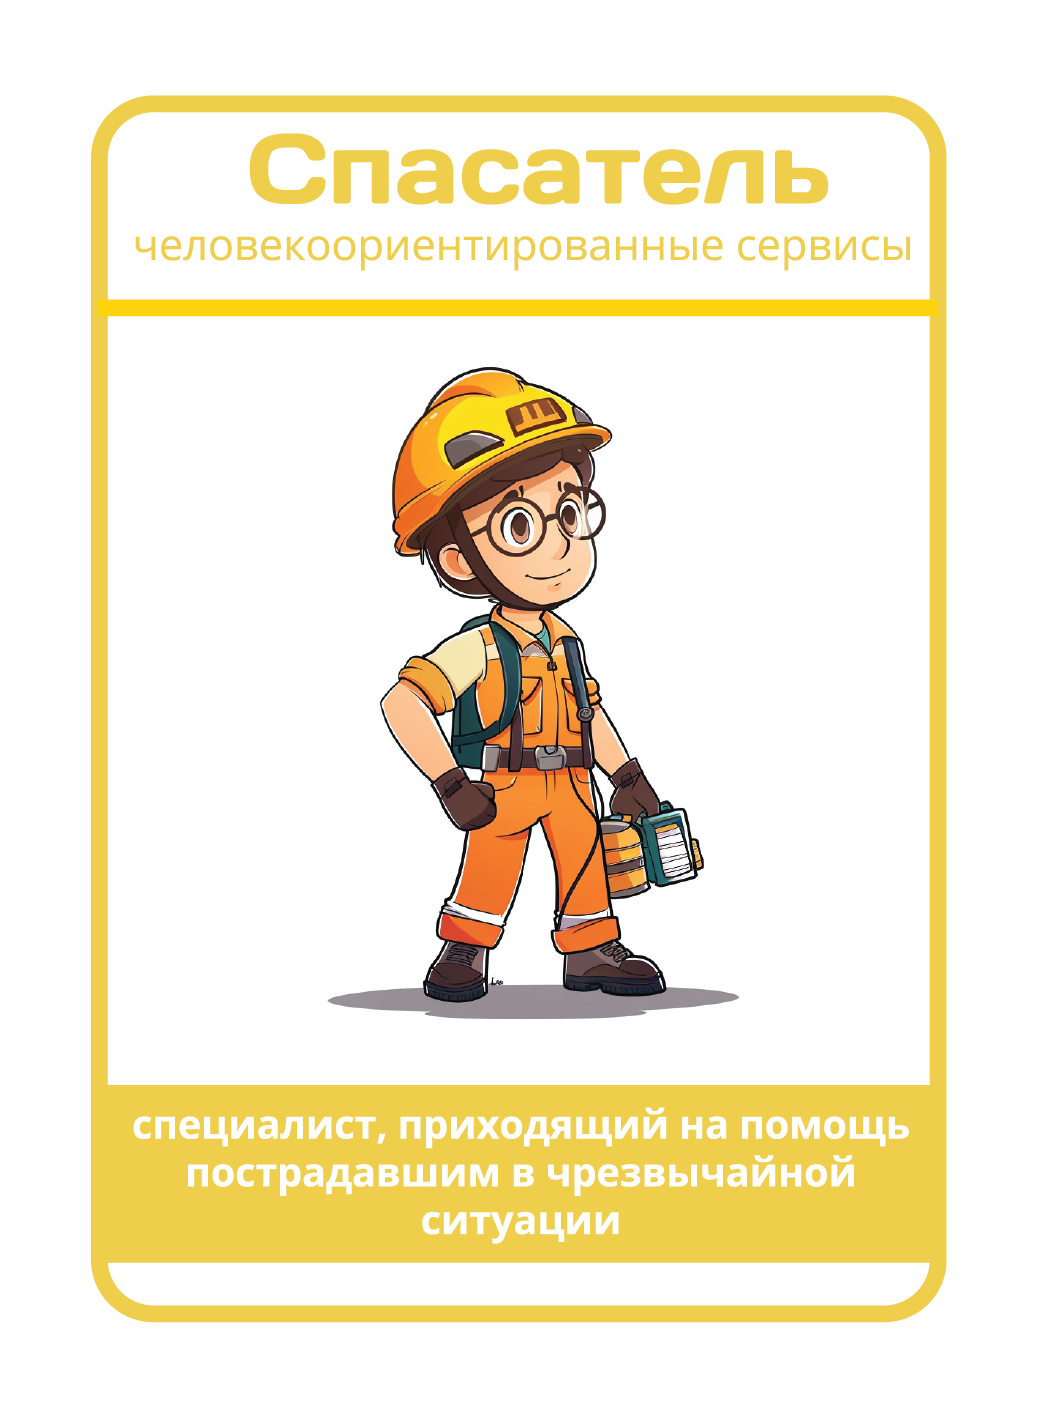 Спасатель
человекоориентированные сервисы
специалист, приходящий на помощь
пострадавшим в чрезвычайной
ситуации